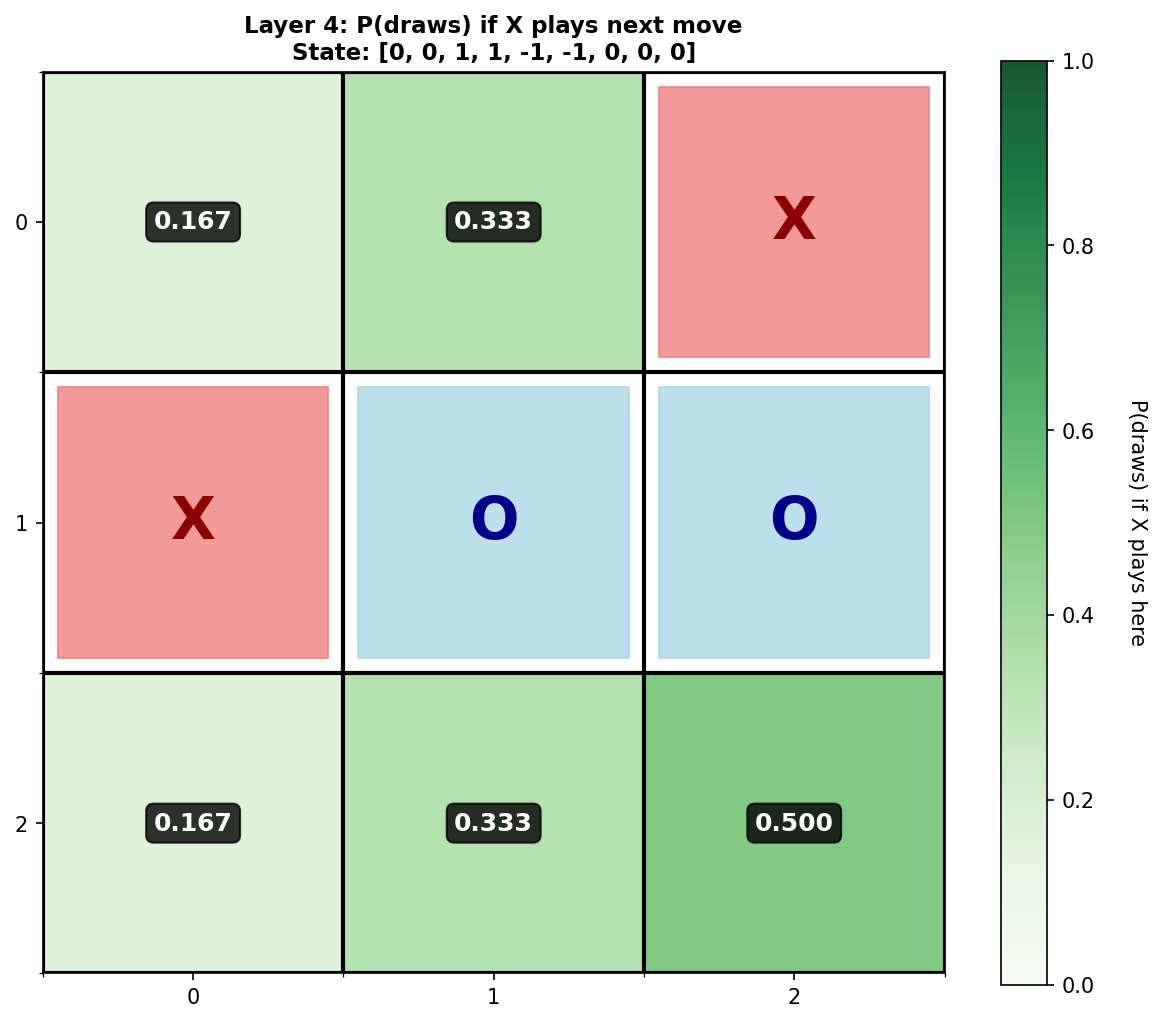 Layer 4: P(draws) if X plays next move
State: [0, 0, 1, 1, -1, -1, 0, 0, 0]
0
0.167
0.333
X
1
X
O
O
2
0.167
0.333
0.500
0
1
2
1.0
0.8
0.6
0.4
0.2
0.0
P(draws) if X plays here